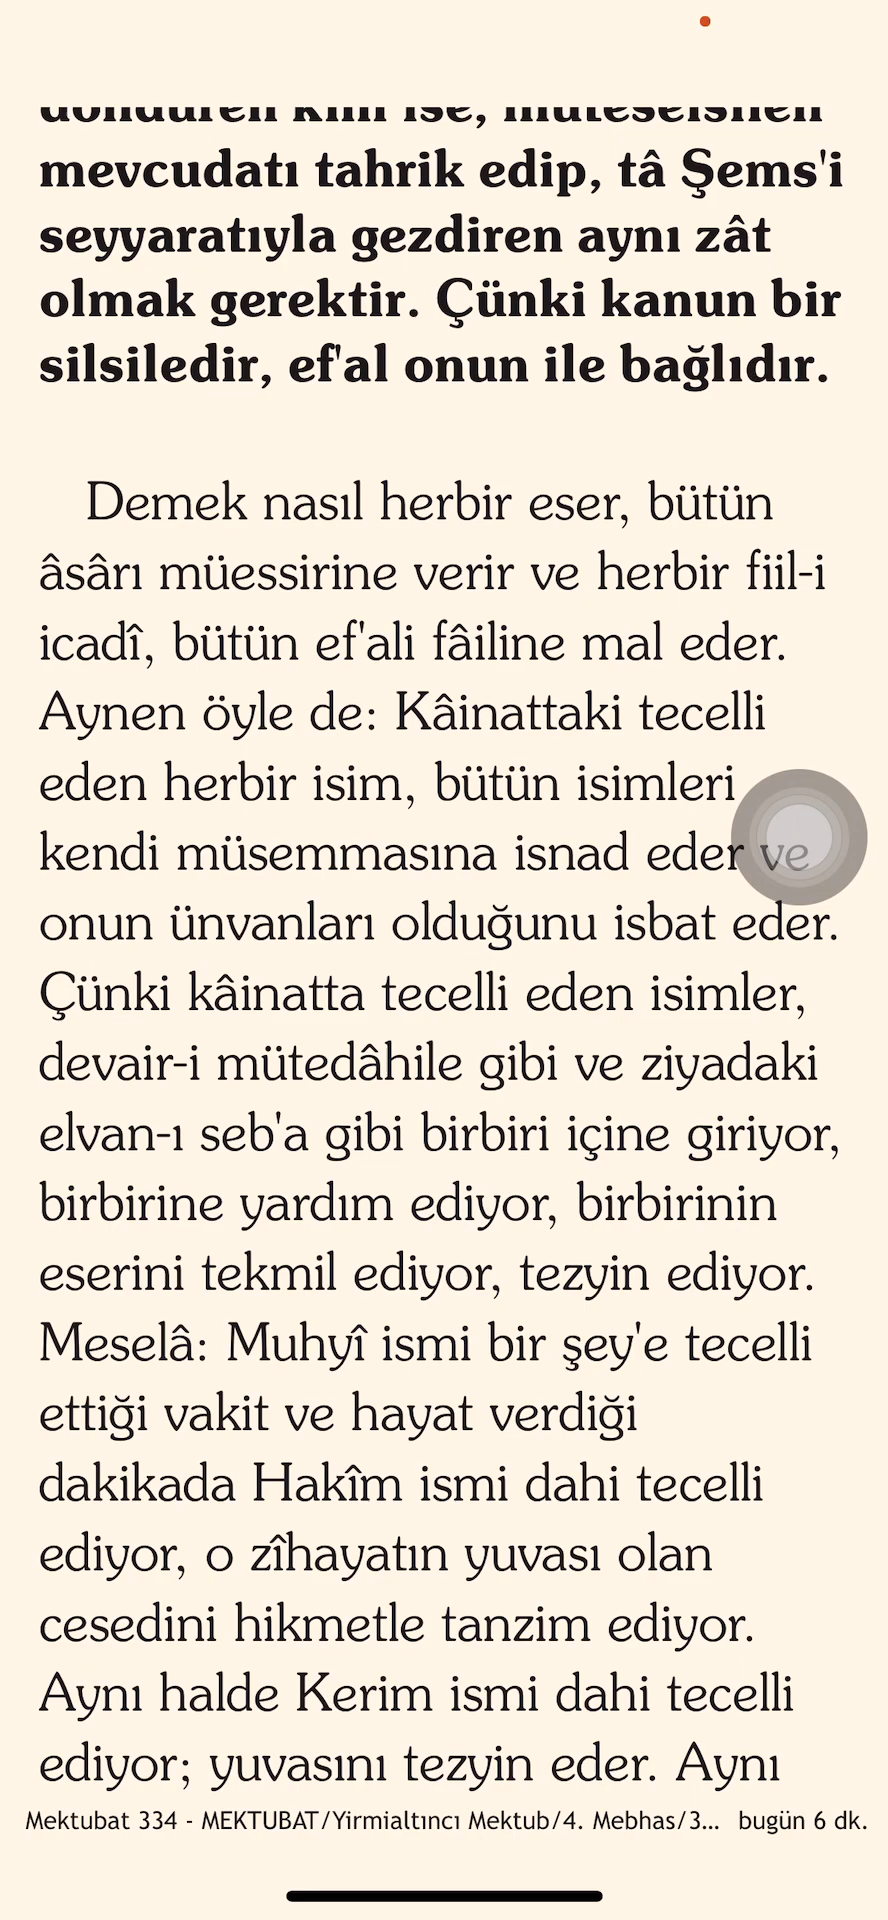 mevcudatı tahrik edip, tâ Şems'i
seyyaratıyla gezdiren aynı zât
olmak gerektir. Çünki kanun bir
silsiledir, ef'al onun ile bağlıdır.
Demek nasıl herbir eser, bütün
âsârı müessirine verir ve herbir fiil-i
icadî, bütün ef'ali fâiline mal eder.
Aynen öyle de: Kâinattaki tecelli
eden herbir isim, bütün isimleri
kendi müsemmasına isnad eder ve
onun ünvanları olduğunu isbat eder.
Çünki kâinatta tecelli eden isimler,
devair-i mütedâhile gibi ve ziyadaki
elvan-ı seb'a gibi birbiri içine giriyor,
birbirine yardım ediyor, birbirinin
eserini tekmil ediyor, tezyin ediyor.
Meselâ: Muhyî ismi bir şey'e tecelli
ettiği vakit ve hayat verdiği
dakikada Hakîm ismi dahi tecelli
ediyor, o zîhayatın yuvası olan
cesedini hikmetle tanzim ediyor.
Aynı halde Kerim ismi dahi tecelli
ediyor; yuvasını tezyin eder. Aynı
Mektubat 334 - MEKTUBAT/Yirmialtıncı Mektub/4. Mebhas/3... bugün 6 dk.